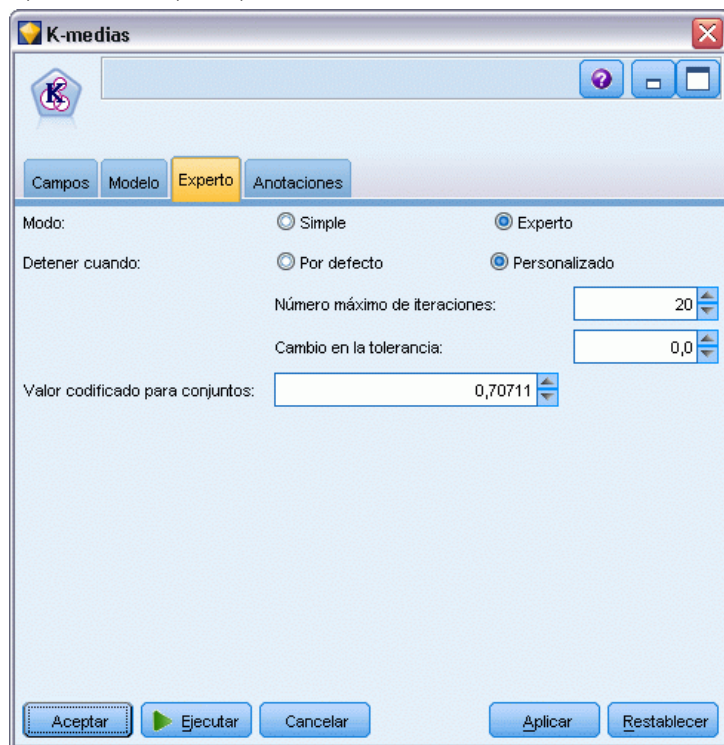 K-medias
Campos Modelo Experto Anotaciones
Modo: Simple Experto
Detener cuando: Por defecto Personalizado
Número máximo de iteraciones: 20
Cambio en la tolerancia: 0,0
Valor codificado para conjuntos: 0,70711
Aceptar Ejecutar Cancelar Aplicar Restablecer